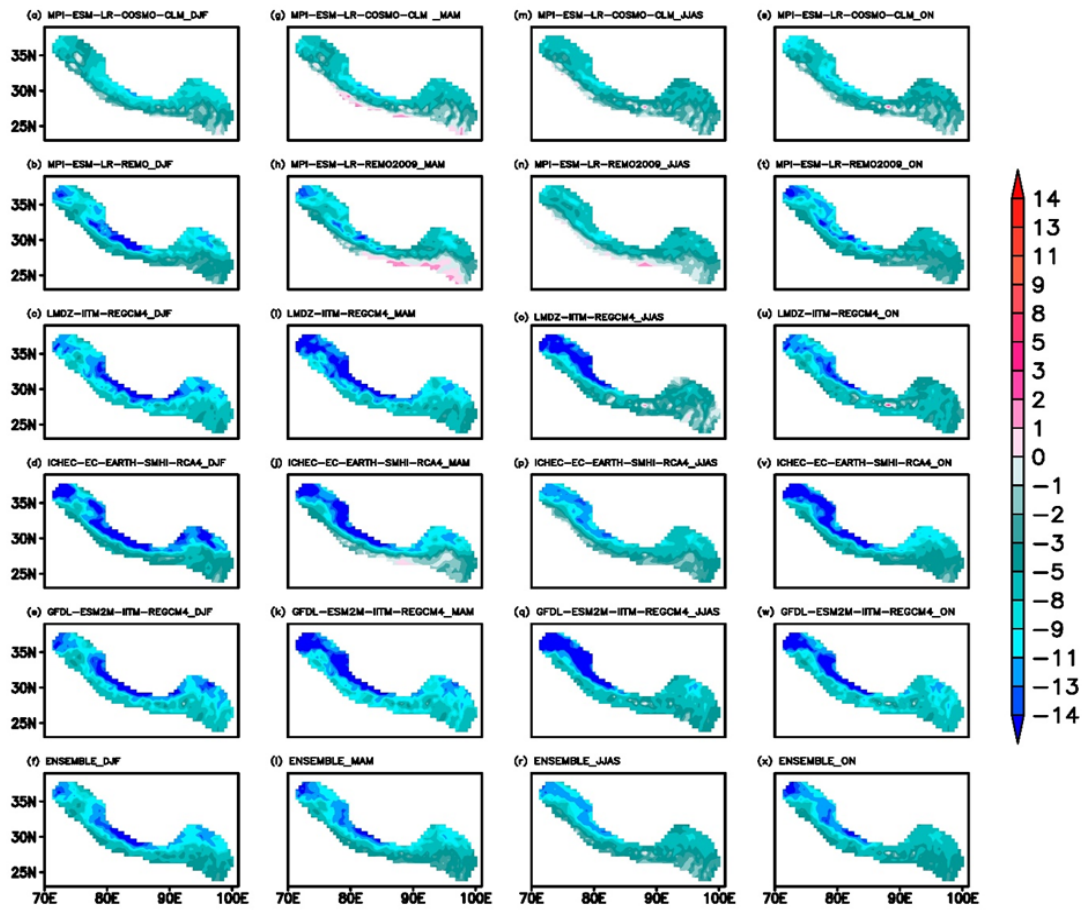 (a) MPI-ESM-LR-COSMO-CLM_DJF (g) MPI-ESM-LR-COSMO-CLM _MAM (m) MPI-ESM-LR-COSMO-CLM_JJAS (s) MPI-ESM-LR-COSMO-CLM_ON
35N
30N
25N
(b) MPI-ESM-LR-REMO_DJF (h) MPI-ESM-LR-REMO2009_MAM (n) MPI-ESM-LR-REMO2009_JJAS (t) MPI-ESM-LR-REMO2009_ON
35N
30N
25N
(c) LMDZ-IITM-REGCM4_DJF (i) LMDZ-IITM-REGCM4_MAM (o) LMDZ-IITM-REGCM4_JJAS (u) LMDZ-IITM-REGCM4_ON
35N
30N
25N
(d) ICHEC-EC-EARTH-SMHI-RCA4_DJF (j) ICHEC-EC-EARTH-SMHI-RCA4_MAM (p) ICHEC-EC-EARTH-SMHI-RCA4_JJAS (v) ICHEC-EC-EARTH-SMHI-RCA4_ON
35N
30N
25N
(e) GFDL-ESM2M-IITM-REGCM4_DJF (k) GFDL-ESM2M-IITM-REGCM4_MAM (q) GFDL-ESM2M-IITM-REGCM4_JJAS (w) GFDL-ESM2M-IITM-REGCM4_ON
35N
30N
25N
(f) ENSEMBLE_DJF (l) ENSEMBLE_MAM (r) ENSEMBLE_JJAS (x) ENSEMBLE_ON
35N
30N
25N
70E 80E 90E 100E 70E 80E 90E 100E 70E 80E 90E 100E 70E 80E 90E 100E
14
13
11
9
8
5
3
2
1
0
-1
-2
-3
-8
-9
-11
-13
-14